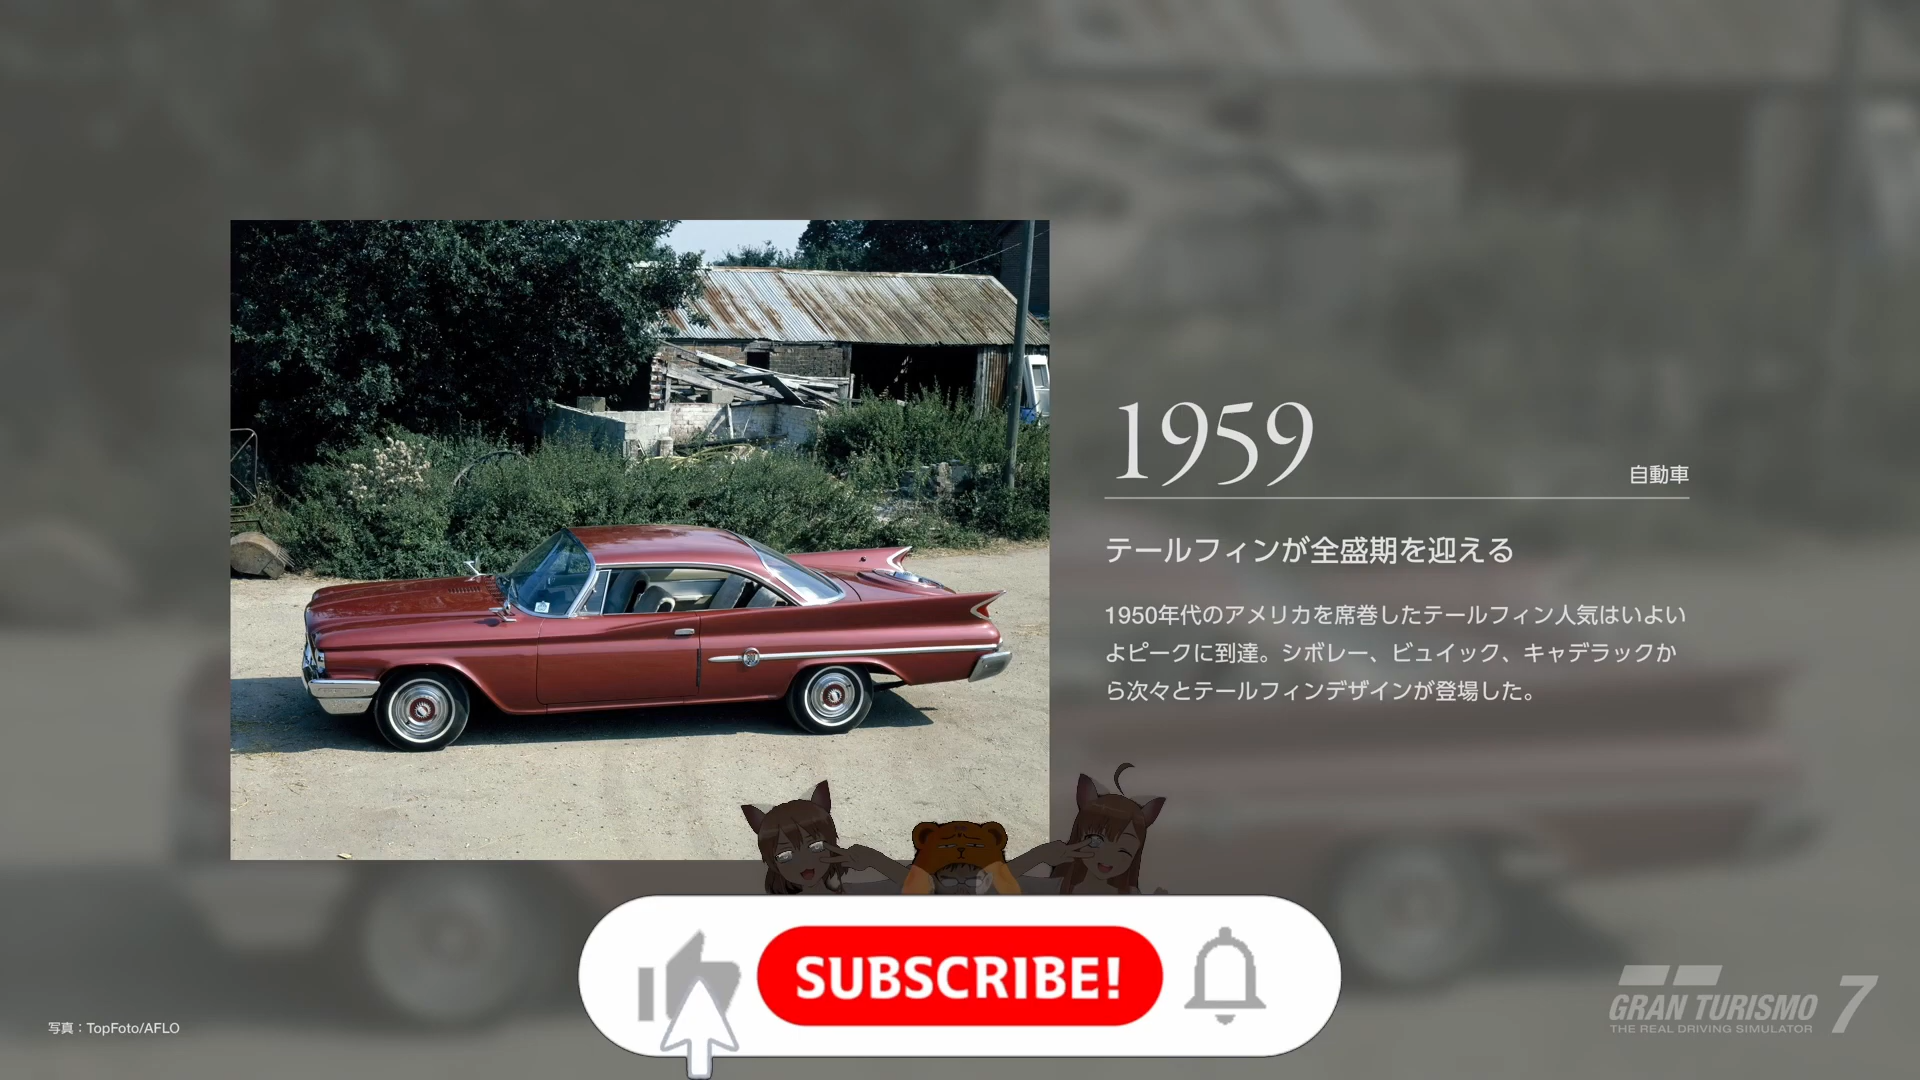 1959
自動車
テールフィンが全盛期を迎える
1950年代のアメリカを席巻したテールフィン人気はいよい
よピークに到達。シボレー、ビュイック、キャデラックか
ら次々とテールフィンデザインが登場した。
SUBSCRIBE!
写真：TopFoto/AFLO
GRAN TURISMO 7
THE REAL DRIVING SIMULATOR